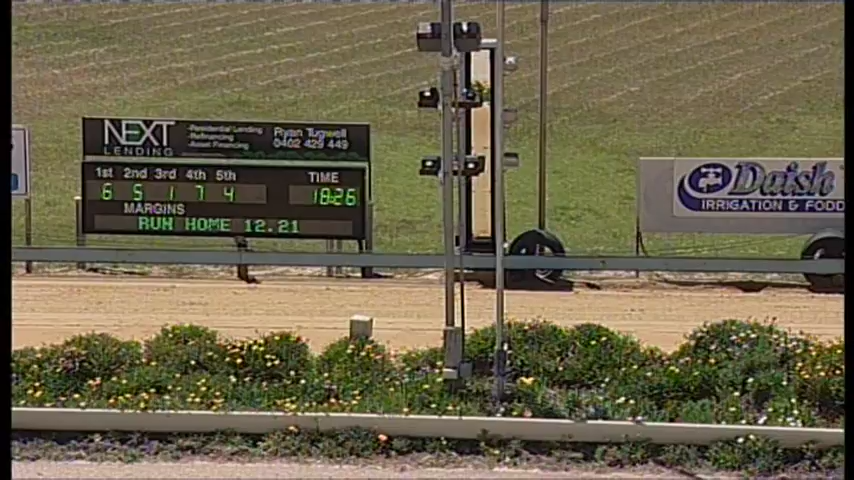 NEXT
LENDING
-Residential Lending
-Refinancing
-Asset Financing
Ryan Tugwell
0402 429 449
1st 2nd 3rd 4th 5th TIME
6 5 1 7 4 18:26
MARGINS
RUN HOME 12.21
Daish
IRRIGATION & FODD